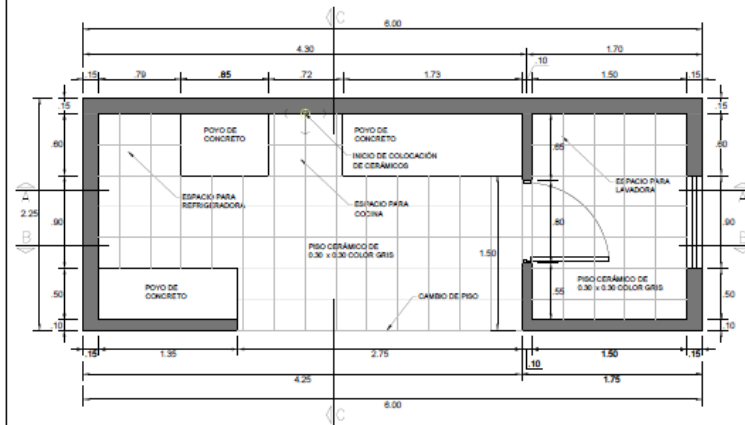 C
6.00
4.30
1.70
.10
.15
.79
.85
.72
1.73
1.50
.15
.15
.15
POYO DE
CONCRETO
POYO DE
CONCRETO
INICIO DE COLOCACIÓN
DE CERÁMICOS
.60
.65
.60
ESPACIO PARA
LAVADORA
ESPACIO PARA
REFRIGERADORA
ESPACIO PARA
COCINA
A
A
2.25
2.25
.90
.80
.90
B
B
PISO CERÁMICO DE
0.30 x 0.30 COLOR GRIS
1.50
PISO CERÁMICO DE
0.30 x 0.30 COLOR GRIS
POYO DE
CONCRETO
CAMBIO DE PISO
.50
.55
.50
.10
.10
.15
1.35
2.75
.10
1.50
.15
4.25
1.75
6.00
C